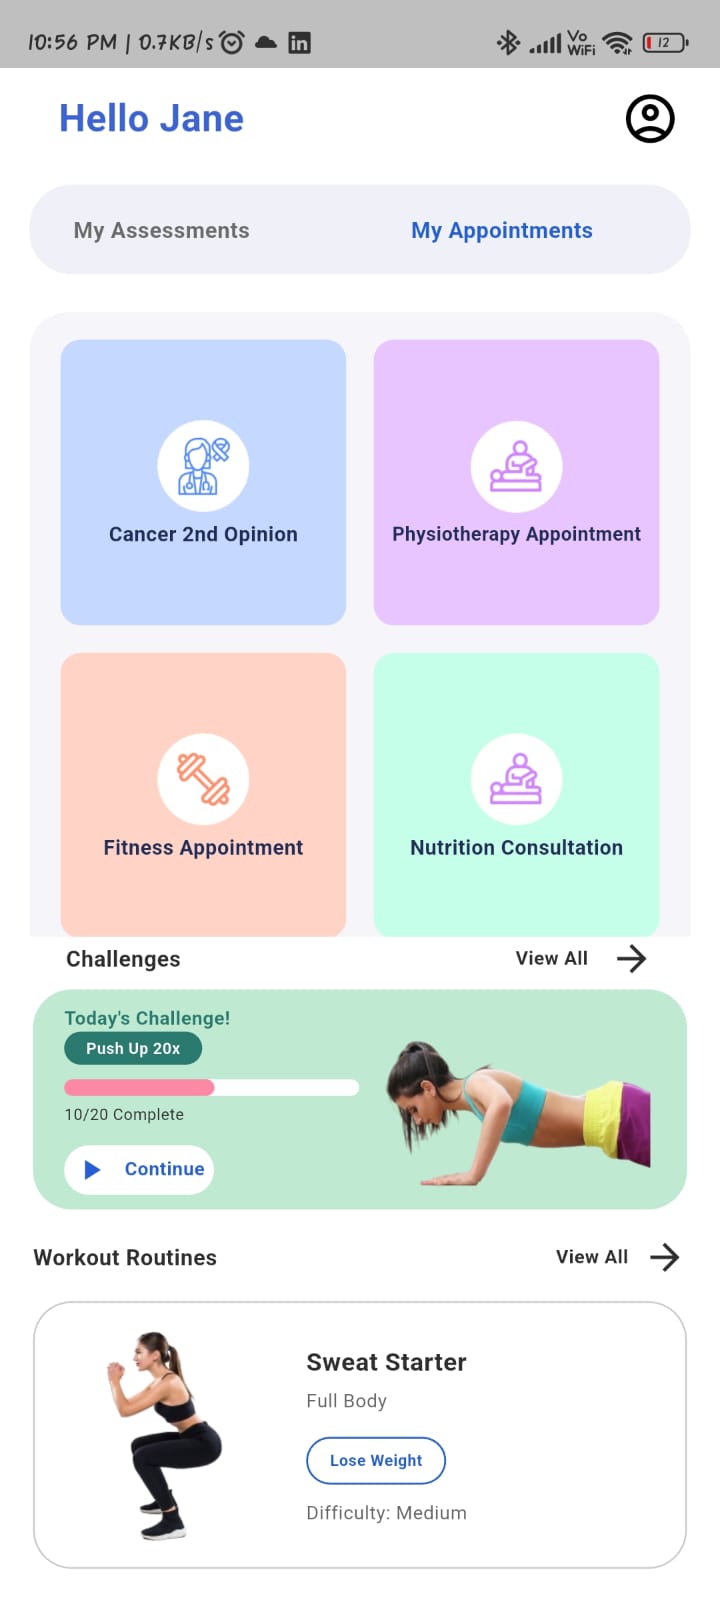 10:56 PM | 0.7KB/s
Vo
WiFi
12
Hello Jane
My Assessments
My Appointments
Cancer 2nd Opinion
Physiotherapy Appointment
Fitness Appointment
Nutrition Consultation
Challenges
View All
Today's Challenge!
Push Up 20x
10/20 Complete
Continue
Workout Routines
View All
Sweat Starter
Full Body
Lose Weight
Difficulty: Medium